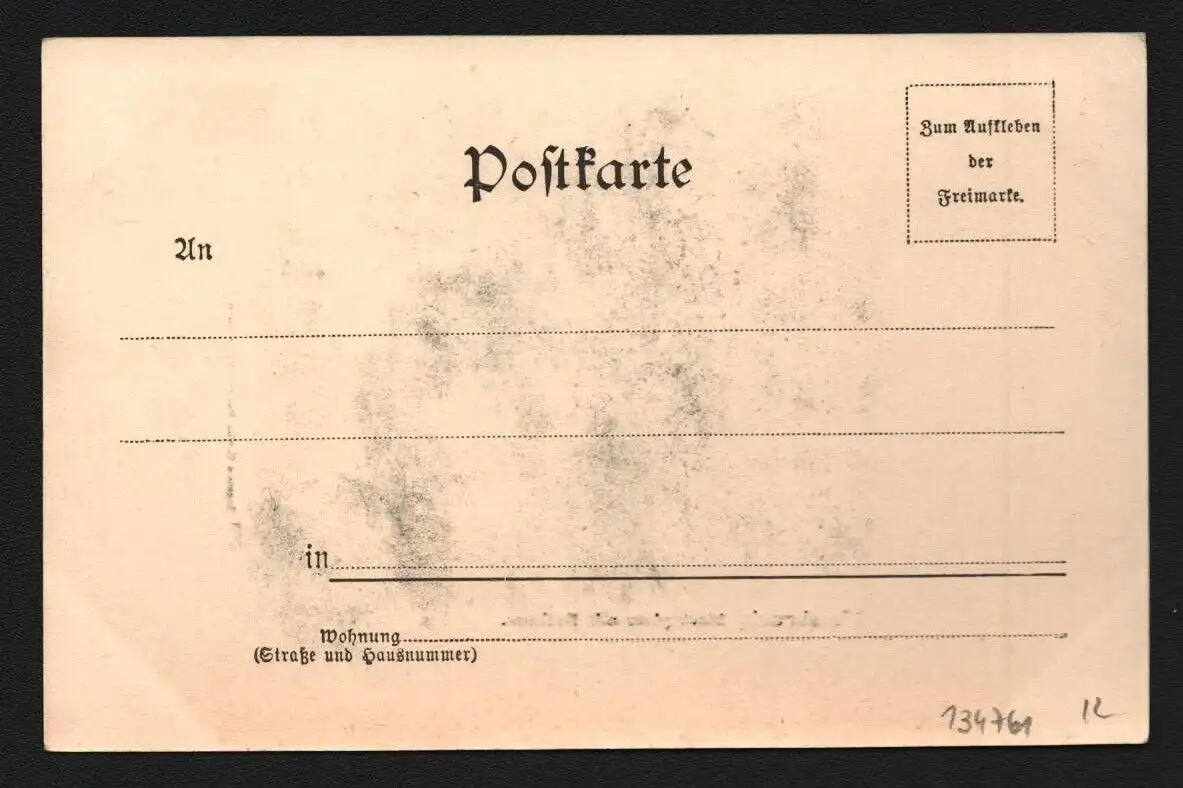 Postkarte
Zum Aufkleben
der
Freimarke.
An
in
Wohnung
(Straße und Hausnummer)
134761
12